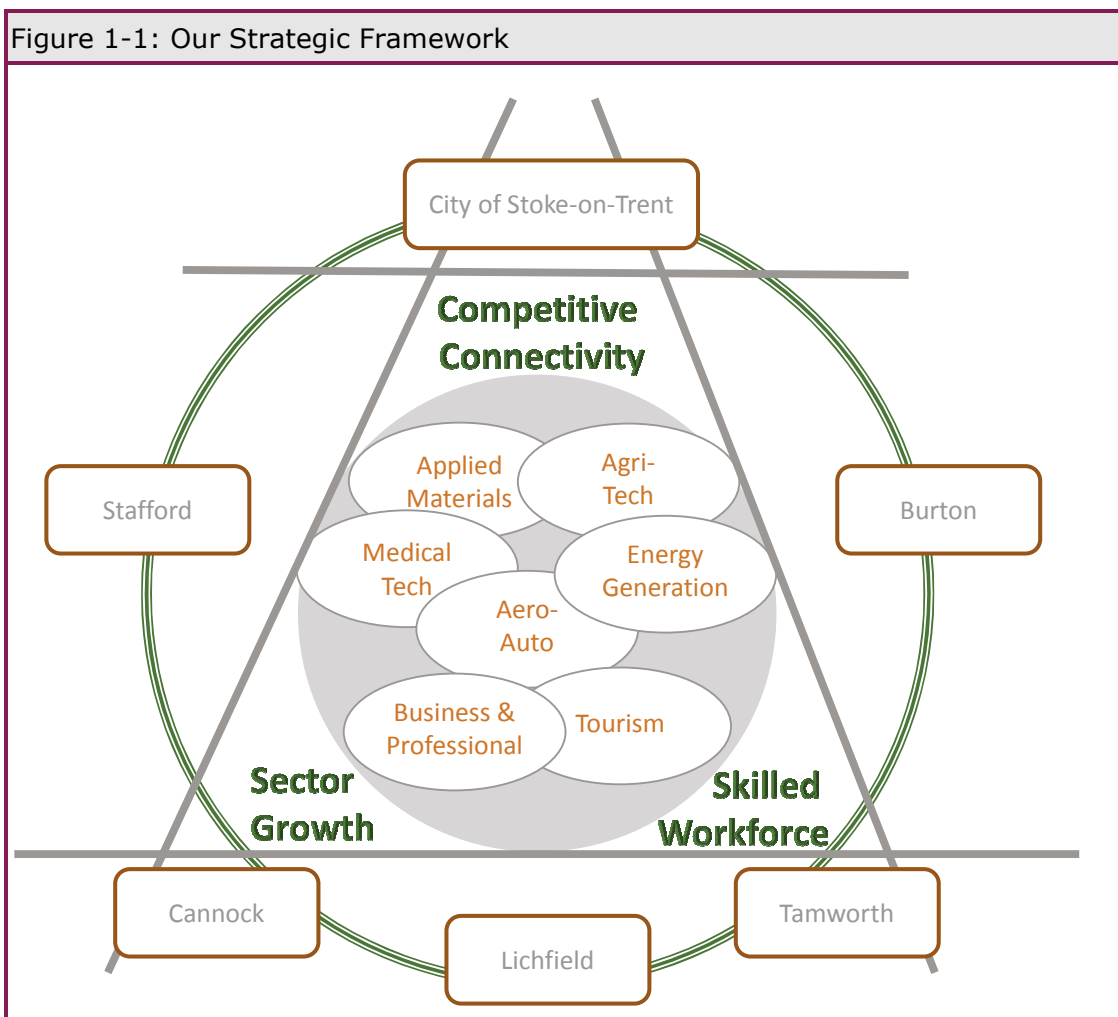 Figure 1-1: Our Strategic Framework
City of Stoke-on-Trent
Competitive
Connectivity
Applied
Materials
Agri-
Tech
Stafford
Burton
Medical
Tech
Energy
Generation
Aero-
Auto
Business &
Professional
Tourism
Sector
Growth
Skilled
Workforce
Cannock
Tamworth
Lichfield